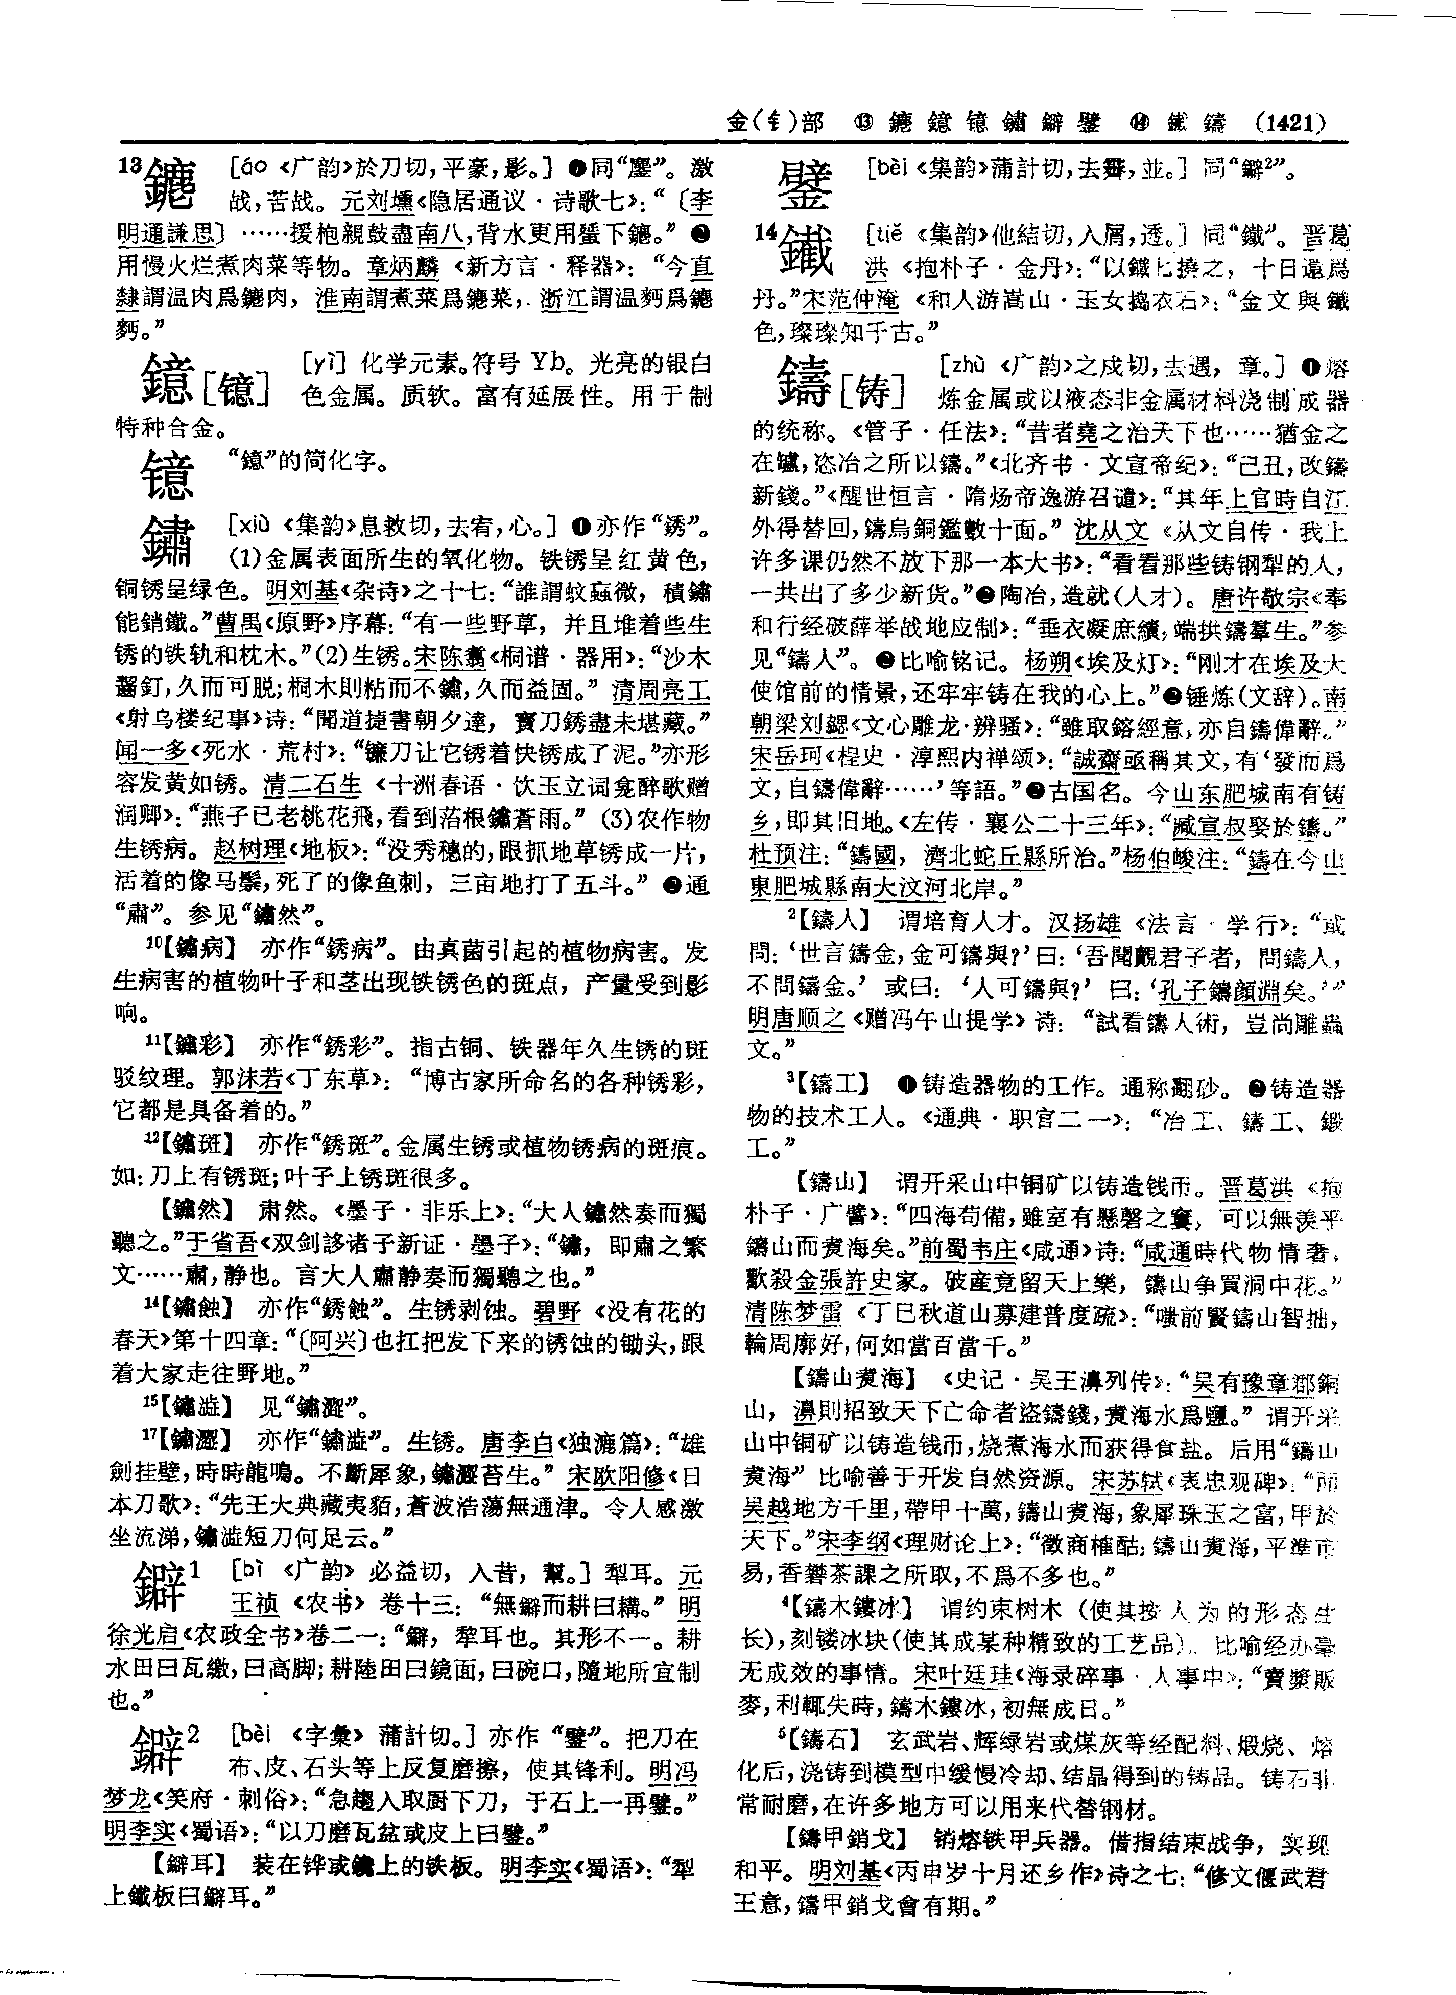 金(钅)部 ⑬ 鏕 鐿 镱 鏽 鐴 鐾 ⑭ 鐵 鑄 (1421)
13鏕 [áo《广韵》於刀切,平豪,影。] ❶同“鏖”。激
战,苦战。元刘壎《隐居通议·诗歌七》:“〔李
明通謙思〕……援枹親鼓盡南八,背水更用蜑下鏕。” ❷
用慢火烂煮肉菜等物。章炳麟《新方言·释器》:“今直
隸謂温肉爲鏕肉,淮南謂煮菜爲鏕菜,浙江謂温麪爲鏕
麪。”
鐿[镱] [yì] 化学元素。符号 Yb。光亮的银白
色金属。质软。富有延展性。用于制
特种合金。
镱 “鐿”的简化字。
鏽 [xiù《集韵》息救切,去宥,心。] ❶亦作“銹”。
(1)金属表面所生的氧化物。铁锈呈红黄色,
铜锈呈绿色。明刘基《杂诗》之十七:“誰謂蚊蝱微,積鏽
能銷鐵。”曹禺《原野》序幕:“有一些野草,并且堆着些生
锈的铁轨和枕木。”(2)生锈。宋陈翥《桐谱·器用》:“沙木
齧釘,久而可脱;桐木則粘而不鏽,久而益固。” 清周亮工
《射乌楼纪事》诗:“聞道捷書朝夕達,寳刀銹盡未堪藏。”
闻一多《死水·荒村》:“镰刀让它锈着快锈成了泥。”亦形
容发黄如锈。清二石生《十洲春语·饮玉立词龛醉歌赠
润卿》:“燕子已老桃花飛,看到萿根鏽蒼雨。” (3)农作物
生锈病。赵树理《地板》:“没秀穗的,跟抓地草锈成一片,
活着的像马鬃,死了的像鱼刺,三亩地打了五斗。” ❷通
“肅”。参见“鏽然”。
10【鏽病】 亦作“銹病”。由真菌引起的植物病害。发
生病害的植物叶子和茎出现铁锈色的斑点,产量受到影
响。
11【鏽彩】 亦作“銹彩”。指古铜、铁器年久生锈的斑
驳纹理。郭沫若《丁东草》:“博古家所命名的各种锈彩,
它都是具备着的。”
12【鏽斑】 亦作“銹斑”。金属生锈或植物锈病的斑痕。
如:刀上有锈斑;叶子上锈斑很多。
【鏽然】 肃然。《墨子·非乐上》:“大人鏽然奏而獨
聽之。”于省吾《双剑誃诸子新证·墨子》:“鏽,即肅之繁
文……肅,静也。言大人肅静奏而獨聽之也。”
14【鏽蝕】 亦作“銹蝕”。生锈剥蚀。碧野《没有花的
春天》第十四章:“〔阿兴〕也扛把发下来的锈蚀的锄头,跟
着大家走往野地。”
15【鏽澁】 见“鏽澀”。
17【鏽澀】 亦作“鏽澁”。生锈。唐李白《独漉篇》:“雄
劍挂壁,時時龍鳴。不斷犀象,鏽澀苔生。” 宋欧阳修《日
本刀歌》:“先王大典藏夷貊,蒼波浩蕩無通津。令人感激
坐流涕,鏽澁短刀何足云。”
鐴1 [bì《广韵》必益切,入昔,幫。] 犁耳。元
王祯《农书》卷十三:“無鐴而耕曰耩。” 明
徐光启《农政全书》卷二一:“鐴,犂耳也。其形不一。耕
水田曰瓦繳,曰高脚;耕陸田曰鏡面,曰碗口,隨地所宜制
也。”
鐴2 [bèi《字彙》蒲計切。] 亦作“鐾”。把刀在
布、皮、石头等上反复磨擦,使其锋利。明冯
梦龙《笑府·刺俗》:“急趨入取厨下刀,于石上一再鐾。”
明李实《蜀语》:“以刀磨瓦盆或皮上曰鐾。”
【鐴耳】 装在铧或鐖上的铁板。明李实《蜀语》:“犁
上鐵板曰鐴耳。”
鐾 [bèi《集韵》蒲計切,去霽,並。] 同“鐴2”。
14鐵 [tiě《集韵》他結切,入屑,透。] 同“鐵”。晋葛
洪《抱朴子·金丹》:“以鐵匕撓之,十日還爲
丹。”宋范仲淹《和人游嵩山·玉女捣衣石》:“金文與鐵
色,璨璨知于古。”
鑄[铸] [zhù《广韵》之戍切,去遇,章。] ❶熔
炼金属或以液态非金属材料浇制成器
的统称。《管子·任法》:“昔者堯之治天下也……猶金之
在罏,恣冶之所以鑄。”《北齐书·文宣帝纪》:“己丑,改鑄
新錢。”《醒世恒言·隋炀帝逸游召谴》:“其年上官時自江
外得替回,鑄烏銅鑑數十面。” 沈从文《从文自传·我上
许多课仍然不放下那一本大书》:“看看那些铸钢犁的人,
一共出了多少新货。”❷陶冶,造就(人才)。唐许敬宗《奉
和行经破薛举战地应制》:“垂衣凝庶績,端拱鑄羣生。”参
见“鑄人”。❸比喻铭记。杨朔《埃及灯》:“刚才在埃及大
使馆前的情景,还牢牢铸在我的心上。”❹锤炼(文辞)。南
朝梁刘勰《文心雕龙·辨骚》:“雖取鎔經意,亦自鑄偉辭。”
宋岳珂《桯史·淳熙内禅颂》:“誠齋亟稱其文,有‘發而爲
文,自鑄偉辭……’等語。”❺古国名。今山东肥城南有铸
乡,即其旧地。《左传·襄公二十三年》:“臧宣叔娶於鑄。”
杜预注:“鑄國,濟北蛇丘縣所治。”杨伯峻注:“鑄在今山
東肥城縣南大汶河北岸。”
2【鑄人】 谓培育人才。汉扬雄《法言·学行》:“或
問:‘世言鑄金,金可鑄與?’曰:‘吾聞覿君子者,問鑄人,
不問鑄金。’ 或曰:‘人可鑄與?’ 曰:‘孔子鑄顔淵矣。’”
明唐顺之《赠冯午山提学》诗:“試看鑄人術,豈尚雕蟲
文。”
3【鑄工】 ❶铸造器物的工作。通称翻砂。❷铸造器
物的技术工人。《通典·职官二一》:“冶工、鑄工、鍛
工。”
【鑄山】 谓开采山中铜矿以铸造钱币。晋葛洪《抱
朴子·广譬》:“四海苟備,雖室有懸磬之窶,可以無羡乎
鑄山而煑海矣。”前蜀韦庄《咸通》诗:“咸通時代物情奢,
歡殺金張許史家。破産竟留天上樂,鑄山争買洞中花。”
清陈梦雷《丁巳秋道山募建普度疏》:“嗤前賢鑄山智拙,
輪周廓好,何如當百當千。”
【鑄山煑海】《史记·吴王濞列传》:“吴有豫章郡銅
山,濞則招致天下亡命者盗鑄錢,煑海水爲鹽。” 谓开采
山中铜矿以铸造钱币,烧煮海水而获得食盐。后用“鑄山
煑海” 比喻善于开发自然资源。宋苏轼《表忠观碑》:“而
吴越地方千里,帶甲十萬,鑄山煑海,象犀珠玉之富,甲於
天下。”宋李纲《理财论上》:“徵商榷酤,鑄山煑海,平準市
易,香礬茶課之所取,不爲不多也。”
4【鑄木鏤冰】 谓约束树木(使其按人为的形态生
长),刻镂冰块(使其成某种精致的工艺品)。比喻经办毫
无成效的事情。宋叶廷珪《海录碎事·人事中》:“賣漿販
麥,利輒失時,鑄木鏤冰,初無成日。”
5【鑄石】 玄武岩、辉绿岩或煤灰等经配料、煅烧、熔
化后,浇铸到模型中缓慢冷却、结晶得到的铸品。铸石非
常耐磨,在许多地方可以用来代替钢材。
【鑄甲銷戈】 销熔铁甲兵器。借指结束战争,实现
和平。明刘基《丙申岁十月还乡作》诗之七:“修文偃武君
王意,鑄甲銷戈會有期。”